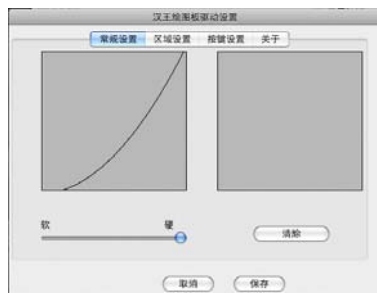 汉王绘图板驱动设置
常规设置 区域设置 按键设置 关于
软 硬
清除
取消 保存